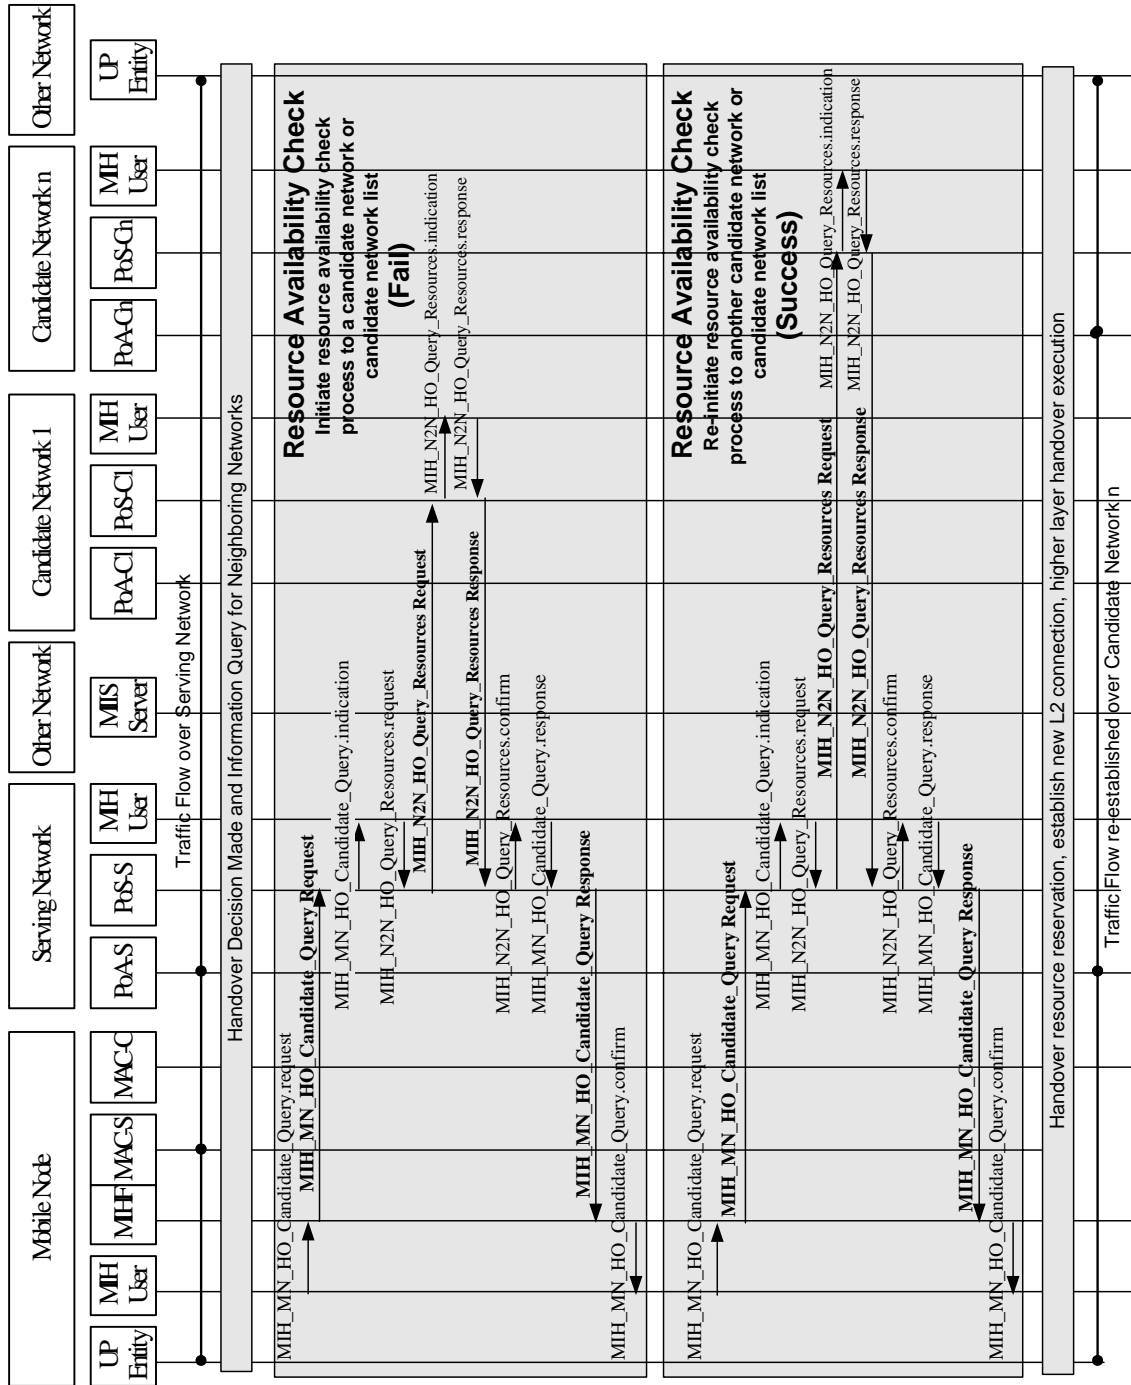 Mobile Node
Serving Network
Other Network
Candidate Network 1
Candidate Network n
Other Network
UP
Entity
MIH
User
MIHF
MAC-S
MAC-C
PoA-S
PoS-S
MIH
User
MIIS
Server
PoA-C1
PoS-C1
MIH
User
PoA-Cn
PoS-Cn
MIH
User
UP
Entity
Traffic Flow over Serving Network
Handover Decision Made and Information Query for Neighboring Networks
Resource Availability Check
Initiate resource availability check
process to a candidate network or
candidate network list
(Fail)
MIH_MN_HO_Candidate_Query.request
MIH_MN_HO_Candidate_Query Request
MIH_MN_HO_Candidate_Query.indication
MIH_N2N_HO_Query_Resources.request
MIH_N2N_HO_Query_Resources Request
MIH_N2N_HO_Query_Resources.indication
MIH_N2N_HO_Query_Resources.response
MIH_N2N_HO_Query_Resources Response
MIH_N2N_HO_Query_Resources.confirm
MIH_MN_HO_Candidate_Query.response
MIH_MN_HO_Candidate_Query Response
MIH_MN_HO_Candidate_Query.confirm
Resource Availability Check
Re-initiate resource availability check
process to another candidate network or
candidate network list
(Success)
MIH_MN_HO_Candidate_Query.request
MIH_MN_HO_Candidate_Query Request
MIH_MN_HO_Candidate_Query.indication
MIH_N2N_HO_Query_Resources.request
MIH_N2N_HO_Query_Resources Request
MIH_N2N_HO_Query_Resources.indication
MIH_N2N_HO_Query_Resources.response
MIH_N2N_HO_Query_Resources Response
MIH_N2N_HO_Query_Resources.confirm
MIH_MN_HO_Candidate_Query.response
MIH_MN_HO_Candidate_Query Response
MIH_MN_HO_Candidate_Query.confirm
Handover resource reservation, establish new L2 connection, higher layer handover execution
Traffic Flow re-established over Candidate Network n